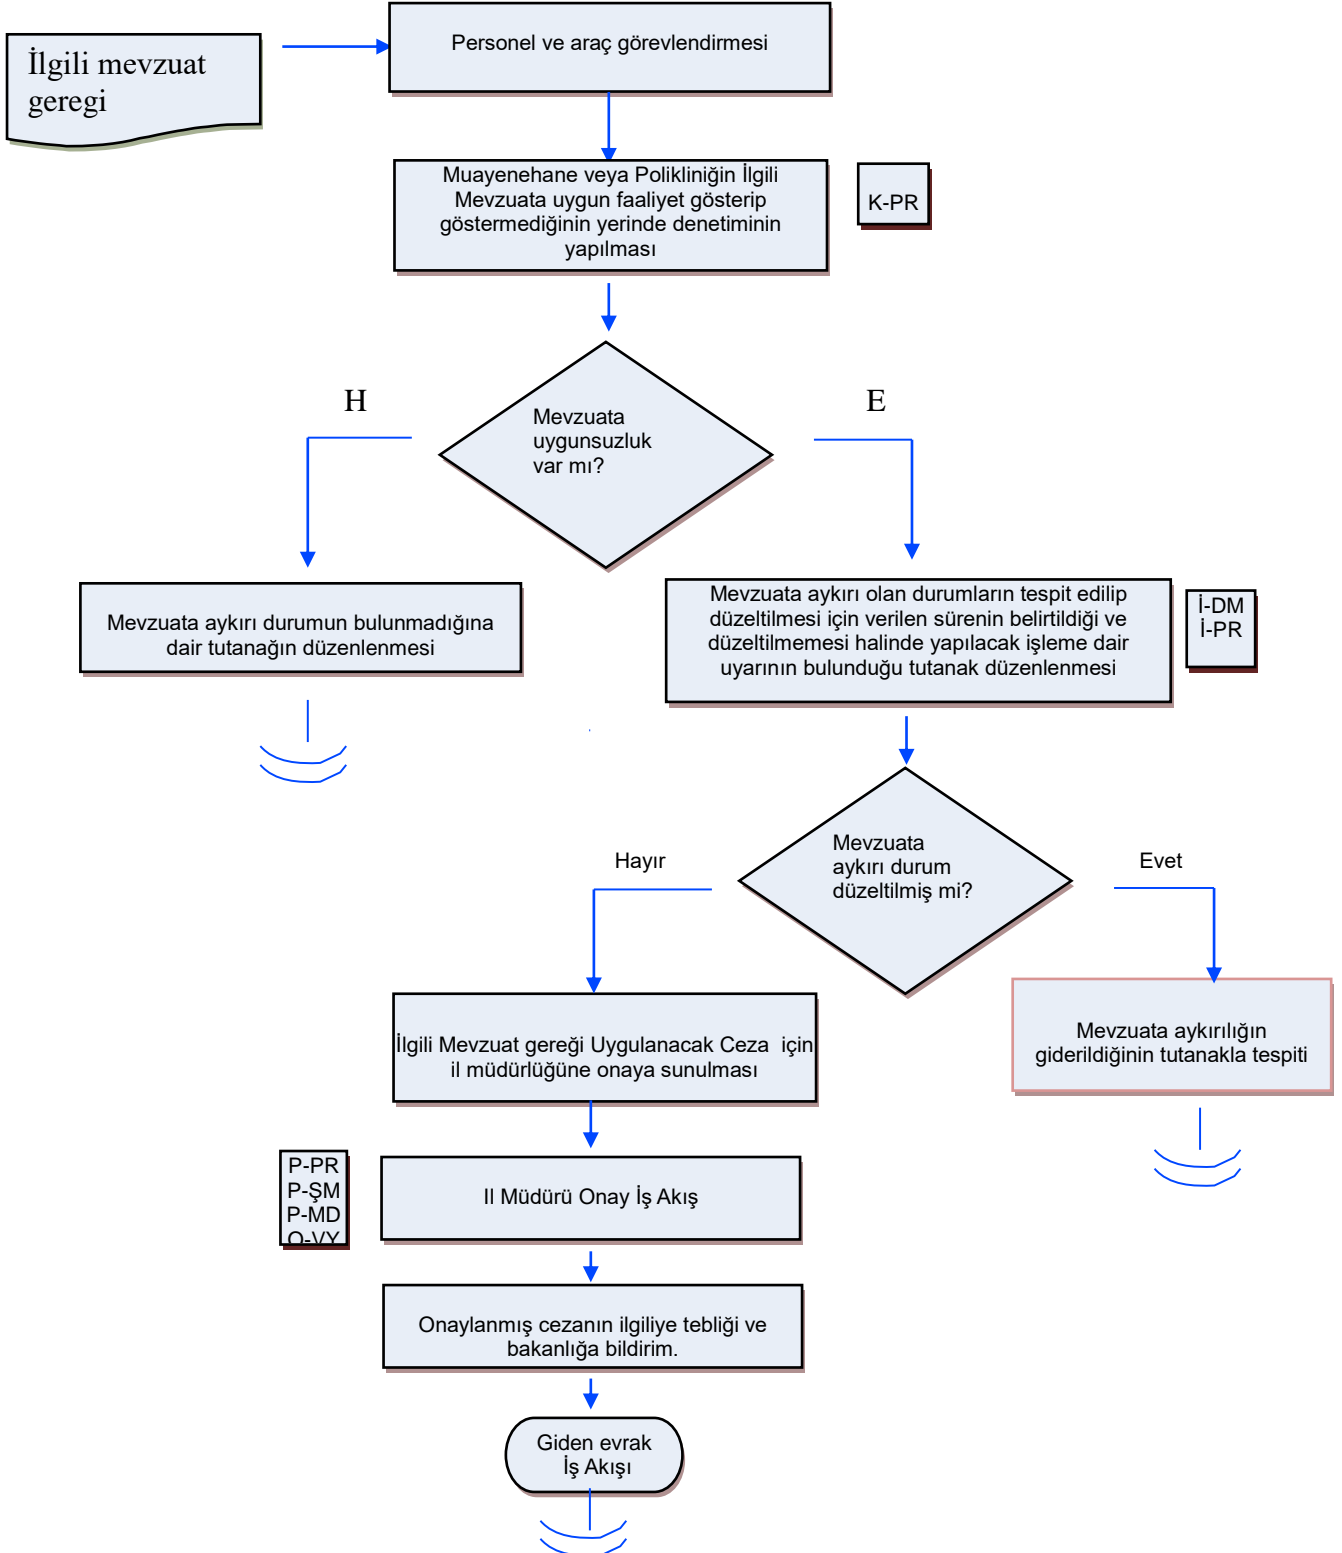 İlgili mevzuat
geregi
Personel ve araç görevlendirmesi
Muayenehane veya Polikliniğin İlgili
Mevzuata uygun faaliyet gösterip
göstermediğinin yerinde denetiminin
yapılması
K-PR
H
E
Mevzuata
uygunsuzluk
var mı?
Mevzuata aykırı durumun bulunmadığına
dair tutanağın düzenlenmesi
Mevzuata aykırı olan durumların tespit edilip
düzeltilmesi için verilen sürenin belirtildiği ve
düzeltilmemesi halinde yapılacak işleme dair
uyarının bulunduğu tutanak düzenlenmesi
İ-DM
İ-PR
Mevzuata
aykırı durum
düzeltilmiş mi?
Hayır
Evet
İlgili Mevzuat gereği Uygulanacak Ceza  için
il müdürlüğüne onaya sunulması
Mevzuata aykırılığın
giderildiğinin tutanakla tespiti
P-PR
P-ŞM
P-MD
O-VY
Il Müdürü Onay İş Akış
Onaylanmış cezanın ilgiliye tebliği ve
bakanlığa bildirim.
Giden evrak
İş Akışı